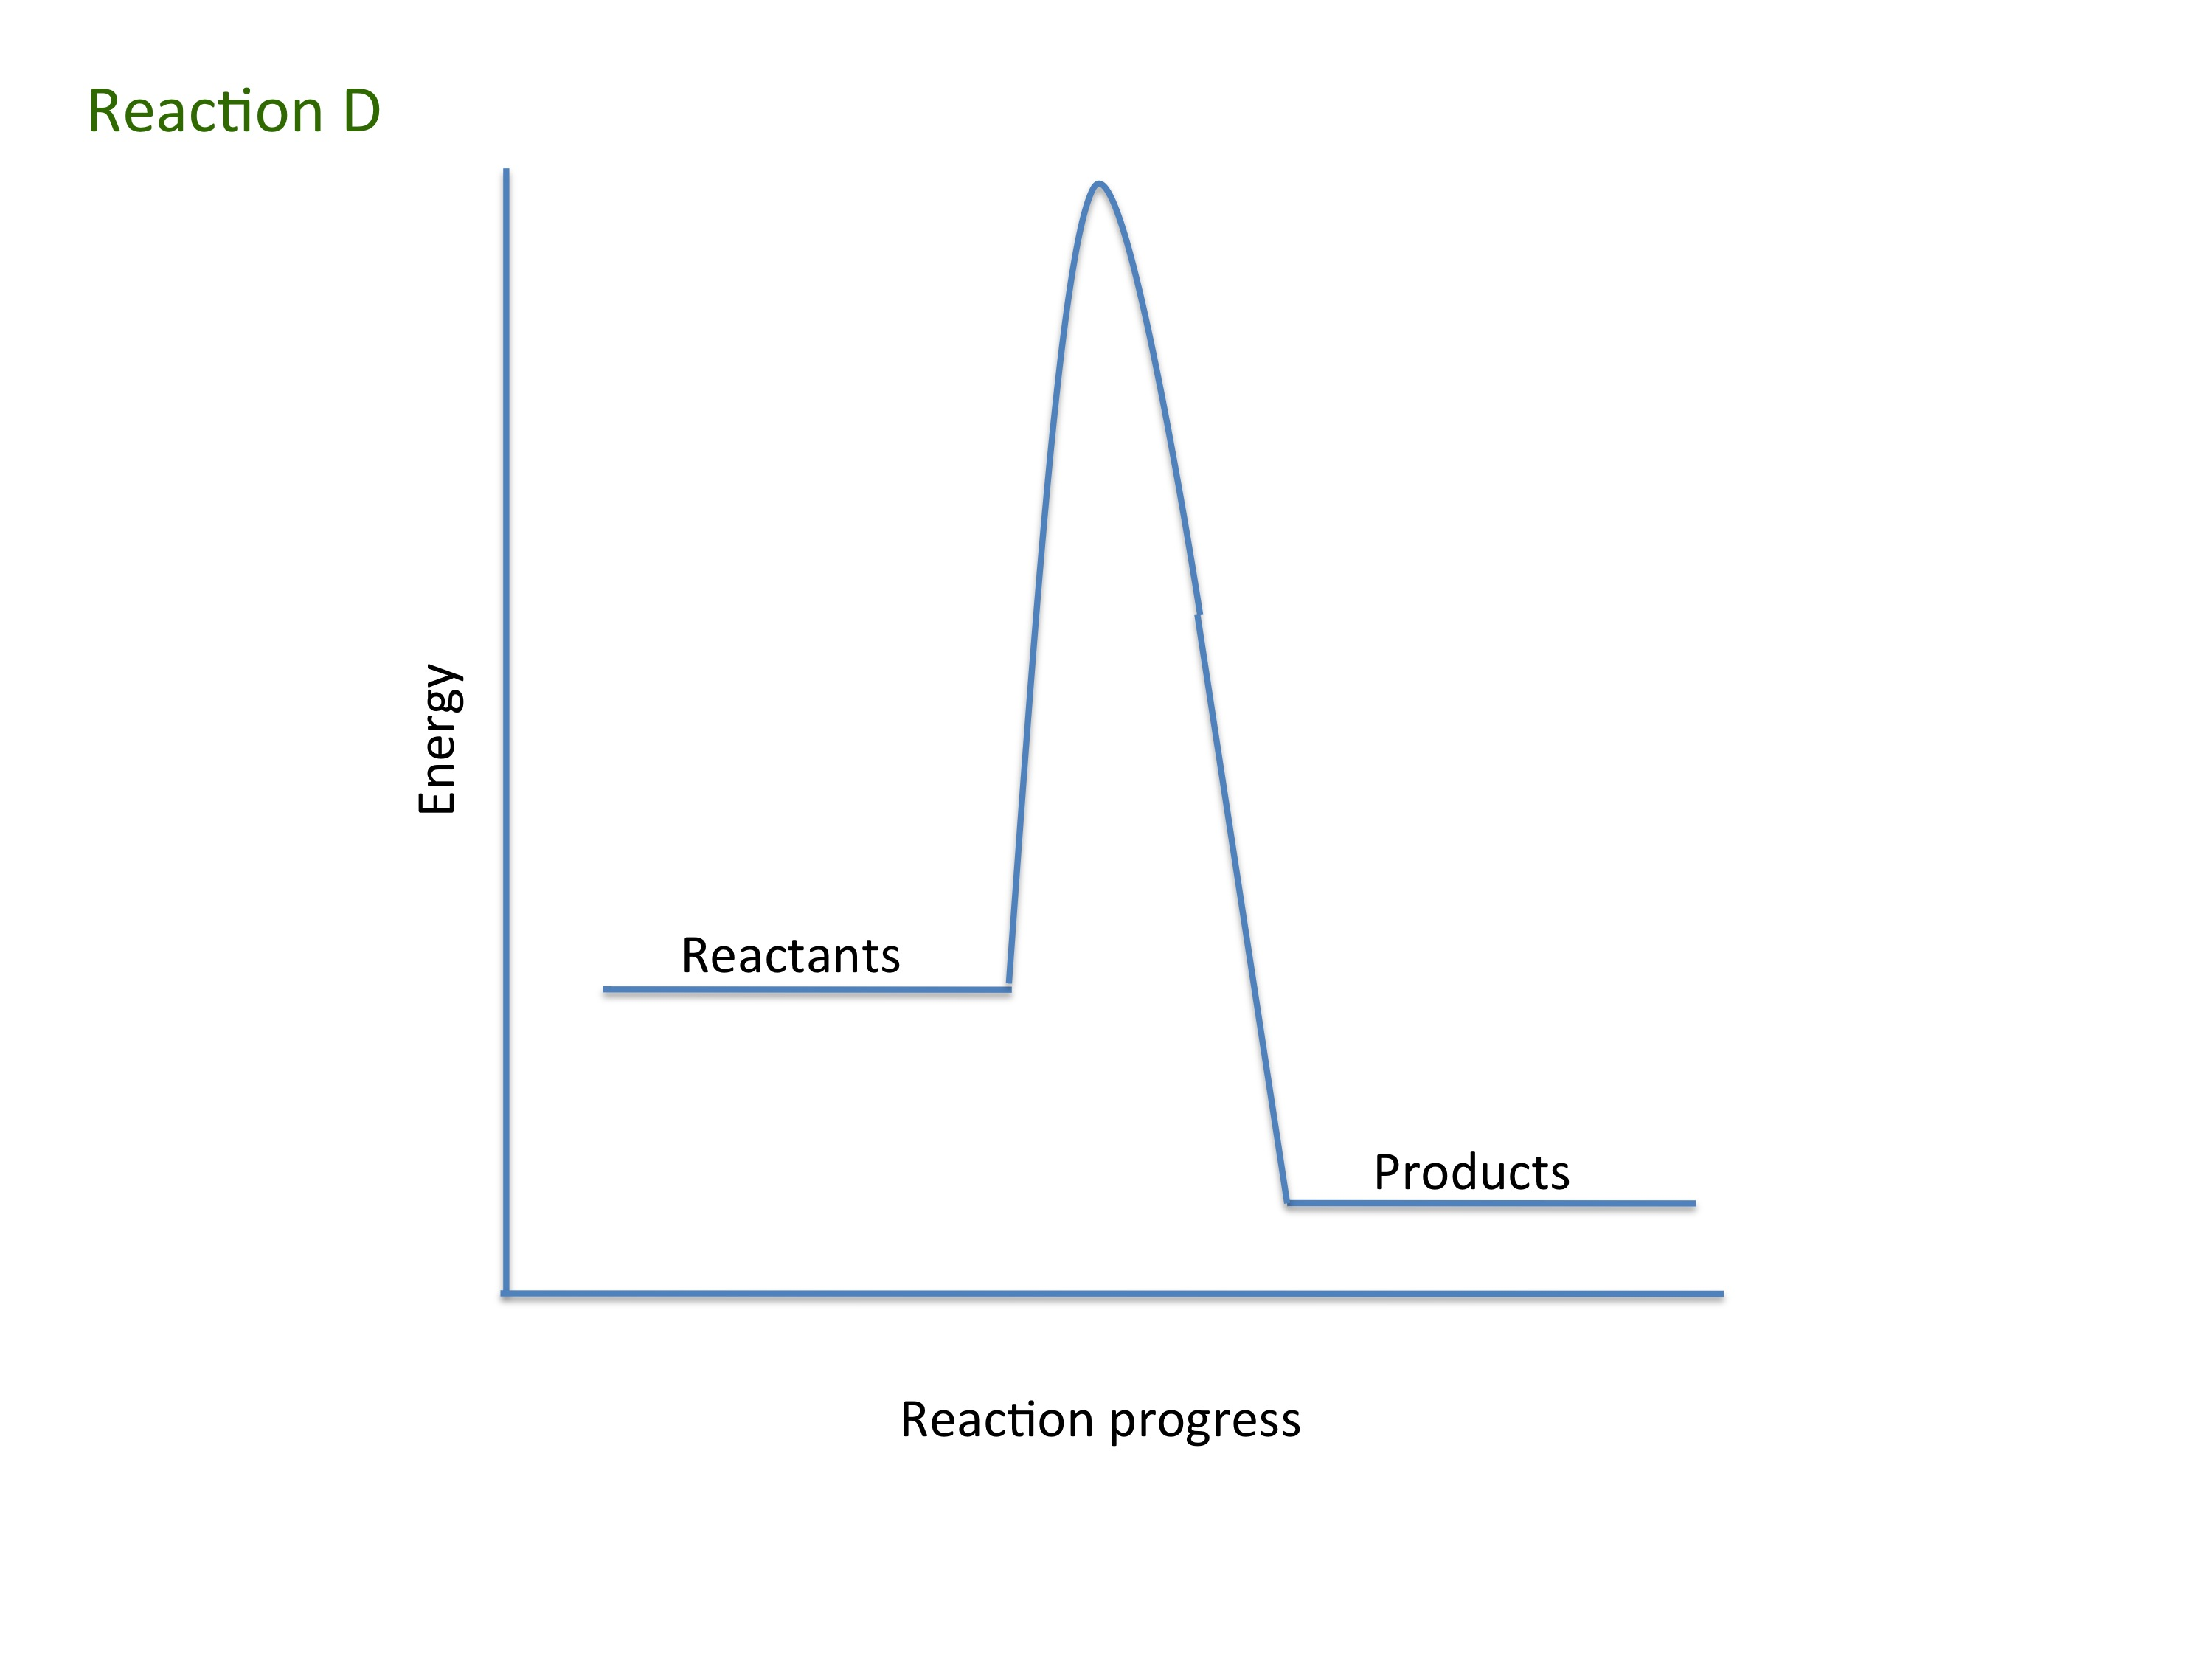 Reaction D
Energy
Reactants
Products
Reaction progress